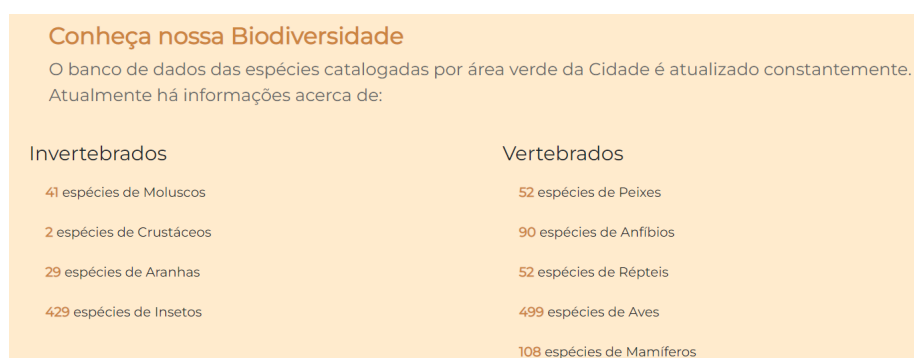 Conheça nossa Biodiversidade
O banco de dados das espécies catalogadas por área verde da Cidade é atualizado constantemente.
Atualmente há informações acerca de:
Invertebrados
41 espécies de Moluscos
2 espécies de Crustáceos
29 espécies de Aranhas
429 espécies de Insetos
Vertebrados
52 espécies de Peixes
90 espécies de Anfíbios
52 espécies de Répteis
499 espécies de Aves
108 espécies de Mamíferos